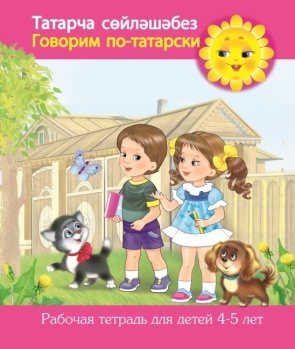 Татарча сөйләшәбез
Говорим по-татарски
Рабочая тетрадь для детей 4-5 лет